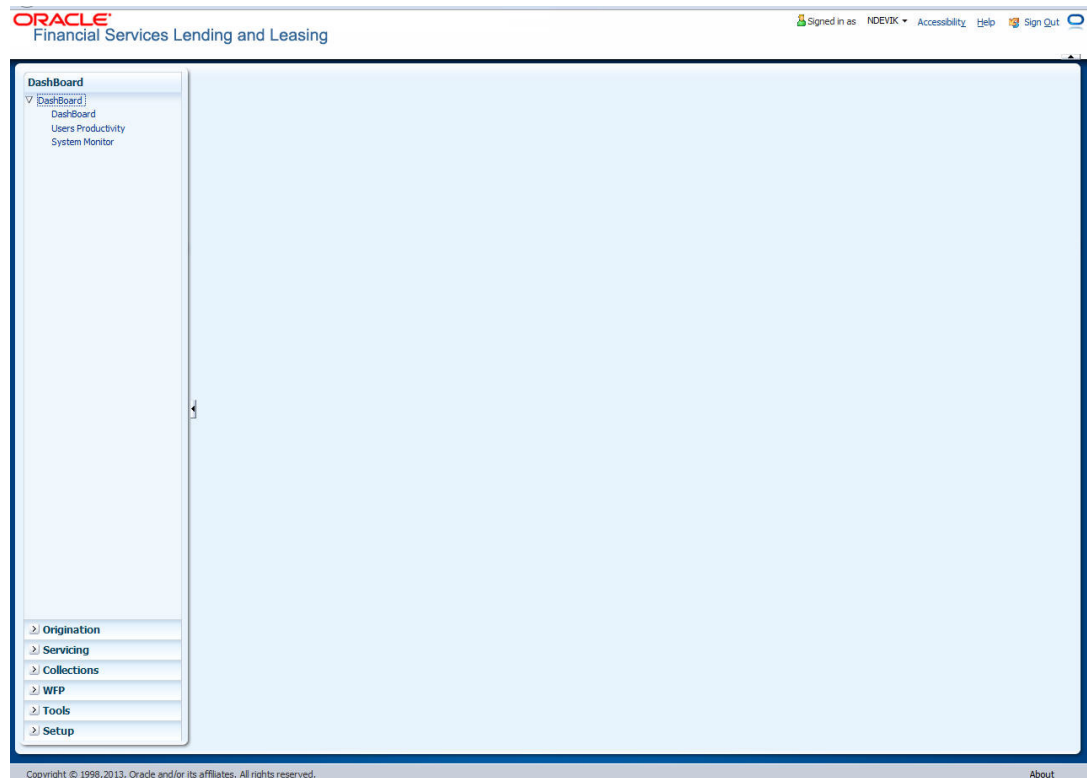 ORACLE
Financial Services Lending and Leasing
Signed in as NDEVIK Accessibility Help Sign Out
DashBoard
DashBoard
DashBoard
Users Productivity
System Monitor
Origination
Servicing
Collections
WFP
Tools
Setup
Copyright © 1998,2013, Oracle and/or its affiliates. All rights reserved.
About